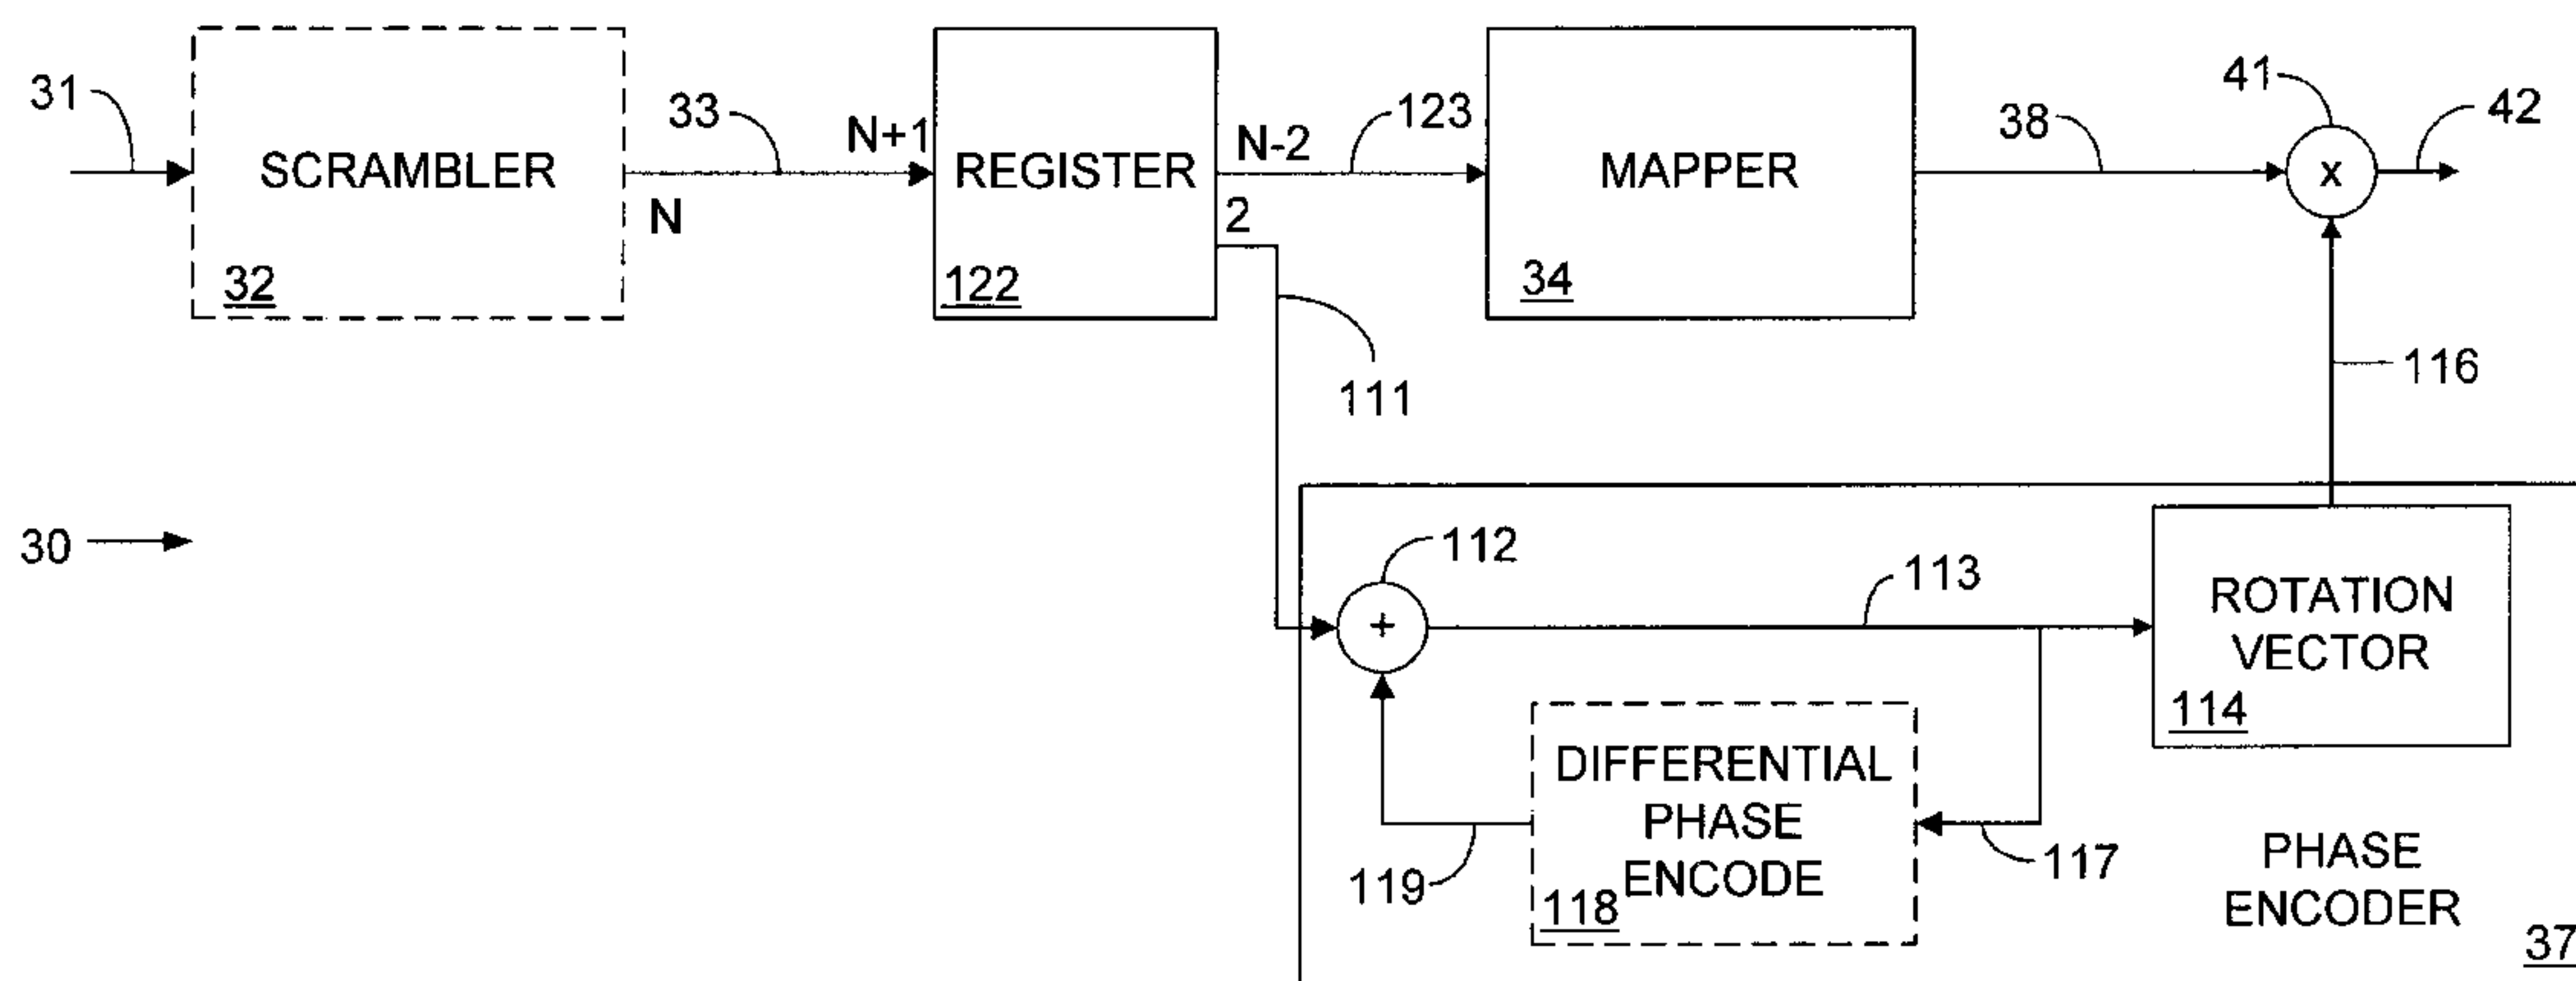 31
SCRAMBLER
32
33
N
N+1
REGISTER
122
N-2
2
123
111
MAPPER
34
38
41
x
42
116
30
112
+
113
ROTATION
VECTOR
114
DIFFERENTIAL
PHASE
ENCODE
118
119
117
PHASE
ENCODER
37